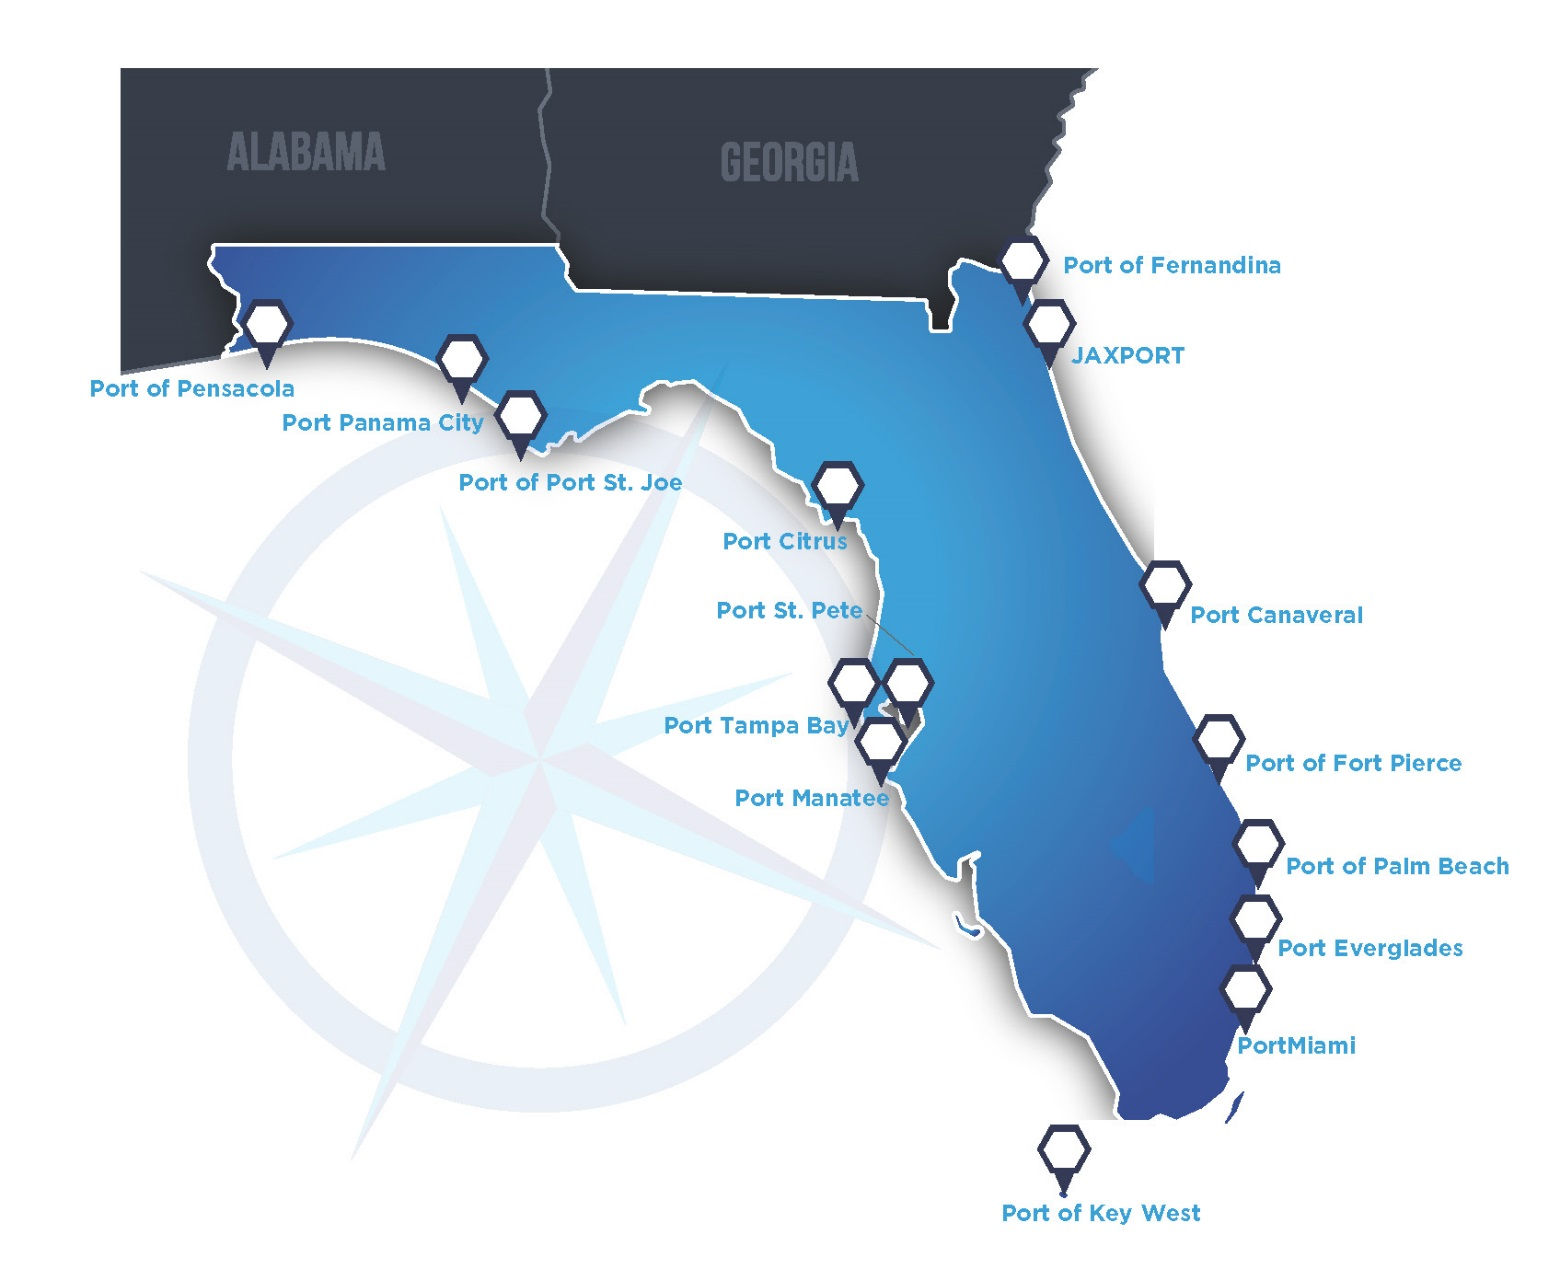 ALABAMA
GEORGIA
Port of Fernandina
JAXPORT
Port of Pensacola
Port Panama City
Port of Port St. Joe
Port Citrus
Port St. Pete
Port Canaveral
Port Tampa Bay
Port of Fort Pierce
Port Manatee
Port of Palm Beach
Port Everglades
PortMiami
Port of Key West